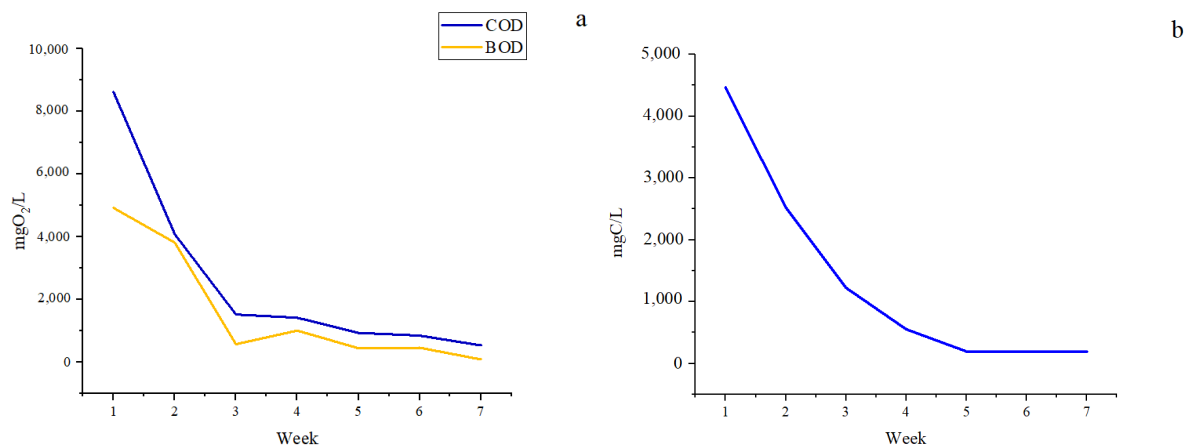 a
COD
BOD
10,000
8,000
6,000
4,000
2,000
0
mgO₂/L
1 2 3 4 5 6 7
Week
b
5,000
4,000
3,000
2,000
1,000
0
mgC/L
1 2 3 4 5 6 7
Week